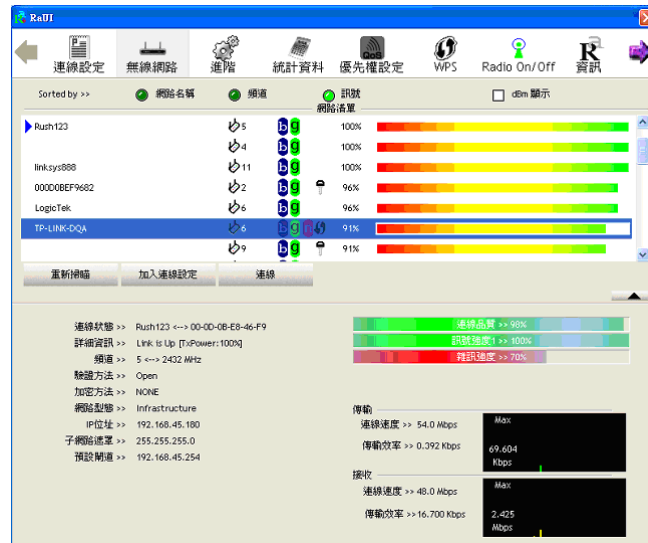 RaUI
連線設定 無線網路 進階 統計資料 優先權設定 WPS Radio On/Off 資訊
QoS
Sorted by >> 網路名稱 頻道 訊號 dBm 顯示
網路清單
Rush123 5 b g 100%
4 b g 100%
linksys888 11 b g 100%
000D0BEF9682 2 b g 96%
LogicTek 6 b g 96%
TP-LINK-DQA 6 b g n 91%
9 b g 91%
重新掃瞄 加入連線設定 連線
連線狀態 >> Rush123 <--> 00-0D-0B-E8-46-F9
詳細資訊 >> Link is Up [TxPower:100%]
頻道 >> 5 <--> 2432 MHz
驗證方法 >> Open
加密方法 >> NONE
網路型態 >> Infrastructure
IP位址 >> 192.168.45.180
子網路遮罩 >> 255.255.255.0
預設閘道 >> 192.168.45.254
連線品質 >> 98%
訊號強度1 >> 100%
雜訊強度 >> 70%
傳輸
連線速度 >> 54.0 Mbps
傳輸效率 >> 0.392 Kbps
Max
69.604
Kbps
接收
連線速度 >> 48.0 Mbps
傳輸效率 >> 16.700 Kbps
Max
2.425
Mbps